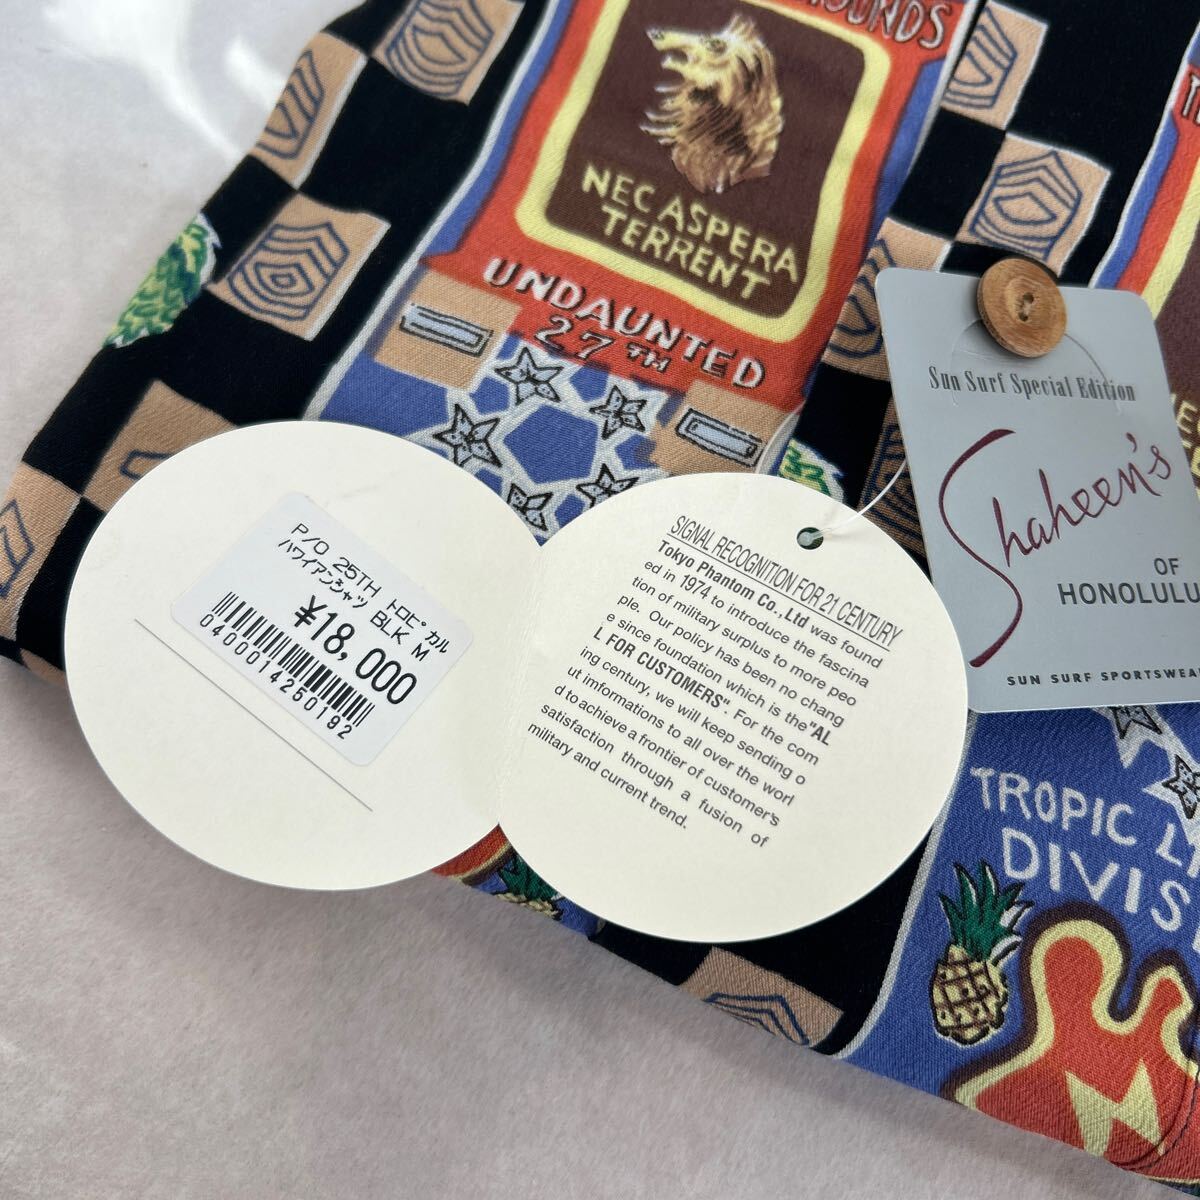 HOUNDS
NEC ASPERA
TERRENT
UNDAUNTED
27TH
Sun Surf Special Edition
Shaheen's
OF
HONOLULU
SUN SURF SPORTSWEA
P/O 25TH トロピカル
ハワイアンシャツ BLK M
¥18,000
0400014250192
SIGNAL RECOGNITION FOR 21 CENTURY
Tokyo Phantom Co.,Ltd was found
ed in 1974 to introduce the fascina
tion of military surplus to more peo
ple. Our policy has been no chang
e since foundation which is the "AL
L FOR CUSTOMERS". For the com
ing century, we will keep sending o
ut imformations to all over the worl
d to achieve a frontier of customer's
satisfaction through a fusion of
military and current trend.
TROPIC L
DIVIS